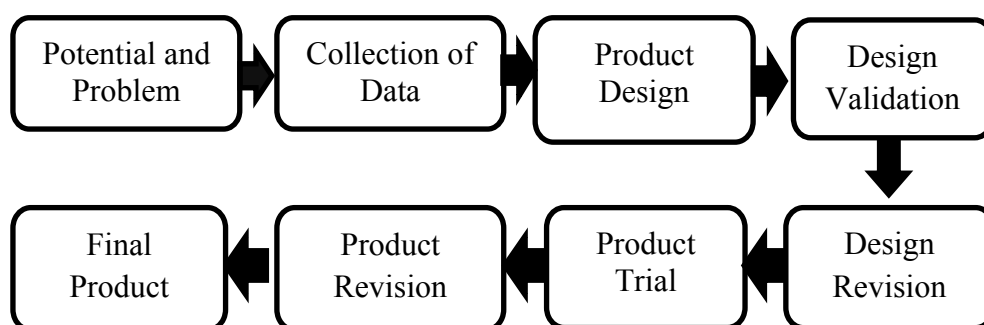 Potential and
Problem
Collection of
Data
Product
Design
Design
Validation
Design
Revision
Product
Trial
Product
Revision
Final
Product